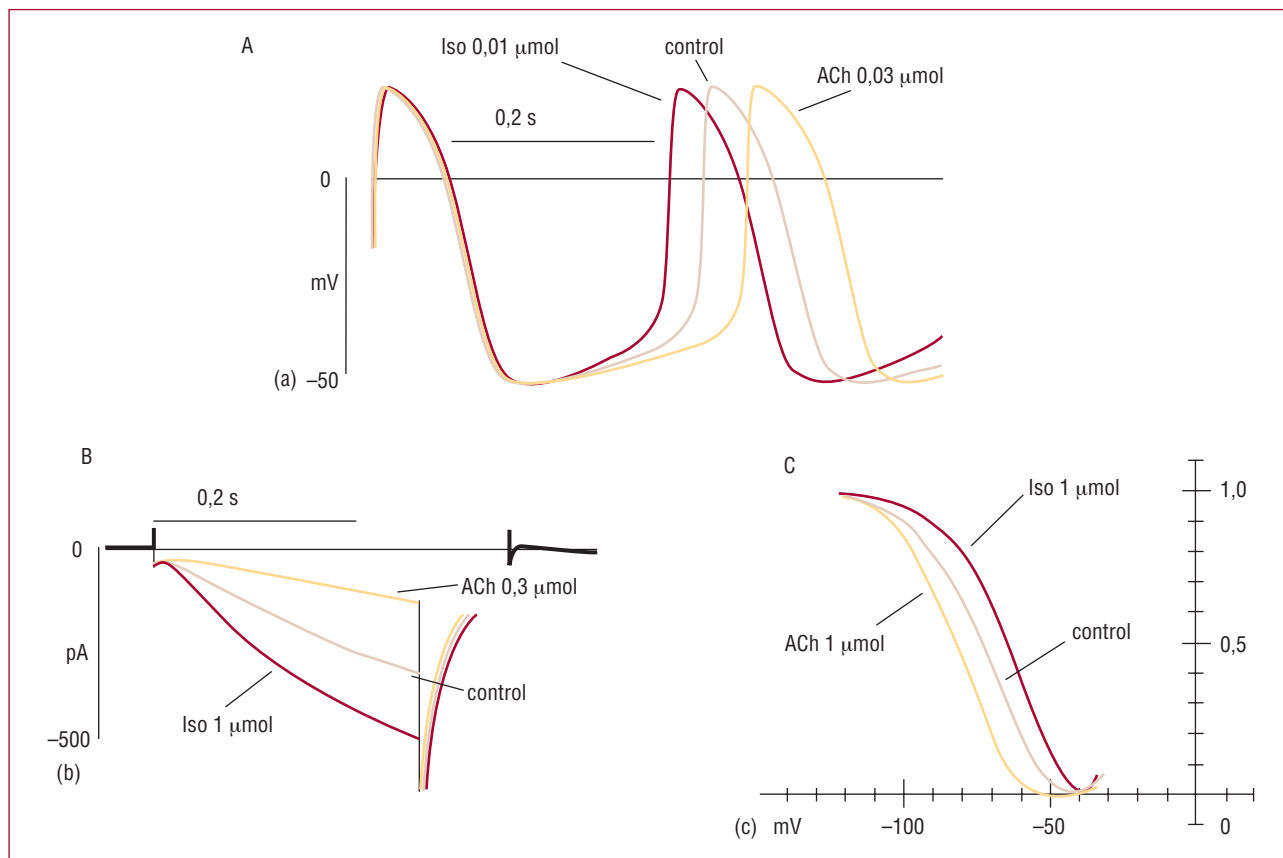 A
Iso 0,01 μmol
control
ACh 0,03 μmol
0,2 s
0
mV
(a)
–50
B
0,2 s
0
ACh 0,3 μmol
pA
control
Iso 1 μmol
–500
(b)
C
Iso 1 μmol
1,0
ACh 1 μmol
control
0,5
(c) mV –100 –50 0